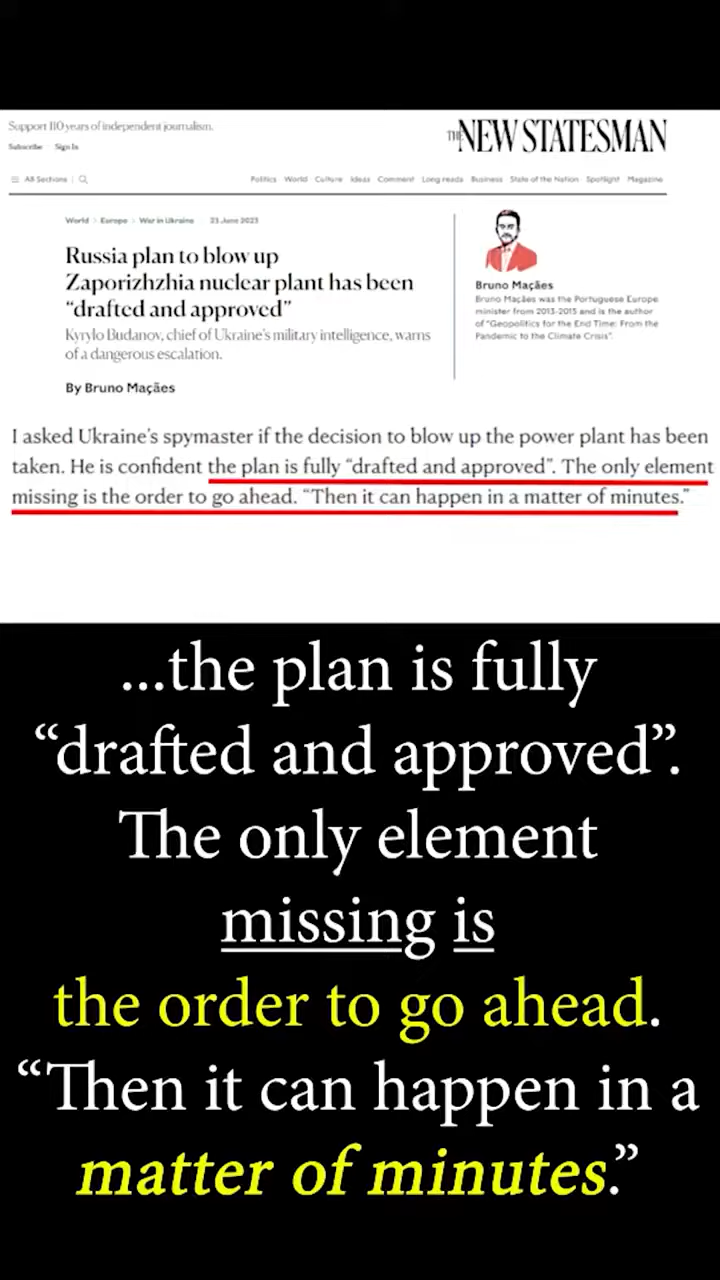 Support 110 years of independent journalism.
Subscribe Sign In
THE NEW STATESMAN
All Sections
Politics World Culture Ideas Comment Long reads Business State of the Nation Spotlight Magazine
World > Europe > War in Ukraine 23 June 2023
Russia plan to blow up
Zaporizhzhia nuclear plant has been
“drafted and approved”
Kyrylo Budanov, chief of Ukraine’s military intelligence, warns
of a dangerous escalation.
By Bruno Maçães
Bruno Maçães
Bruno Maçães was the Portuguese Europe
minister from 2013-2015 and is the author
of “Geopolitics for the End Time: From the
Pandemic to the Climate Crisis”.
I asked Ukraine’s spymaster if the decision to blow up the power plant has been
taken. He is confident the plan is fully “drafted and approved”. The only element
missing is the order to go ahead. “Then it can happen in a matter of minutes.”
...the plan is fully
“drafted and approved”.
The only element
missing is
the order to go ahead.
“Then it can happen in a
matter of minutes.”